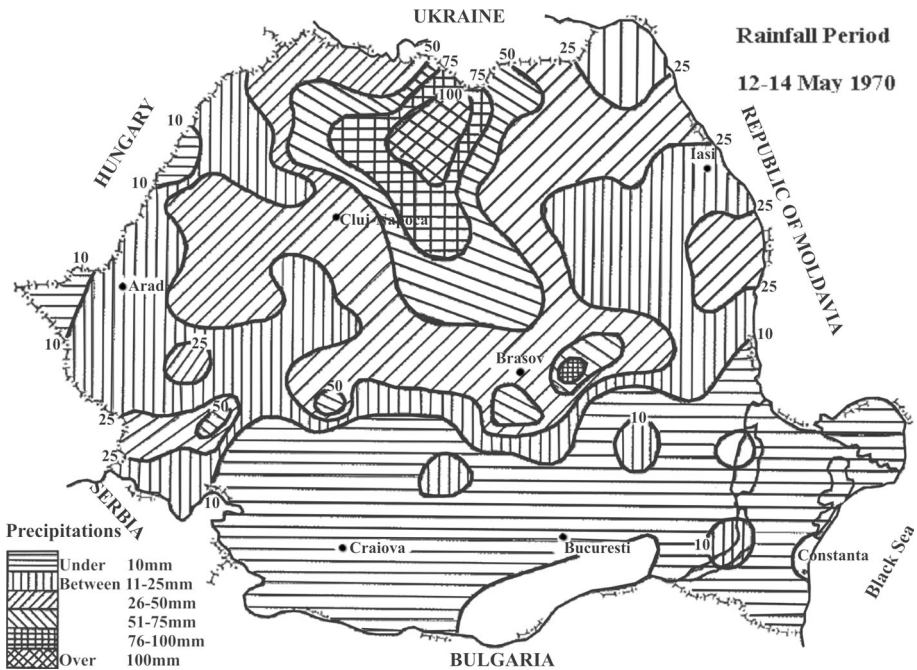 UKRAINE
Rainfall Period
12-14 May 1970
50
75
50
25
75
25
100
10
HUNGARY
REPUBLIC OF MOLDAVIA
25
Iasi
10
Cluj-Napoca
25
10
Arad
25
10
10
25
Brasov
50
50
25
10
25
SERBIA
10
Precipitations
Under 10mm
Between 11-25mm
26-50mm
51-75mm
76-100mm
Over 100mm
Craiova
Bucuresti
10
Constanta
Black Sea
BULGARIA